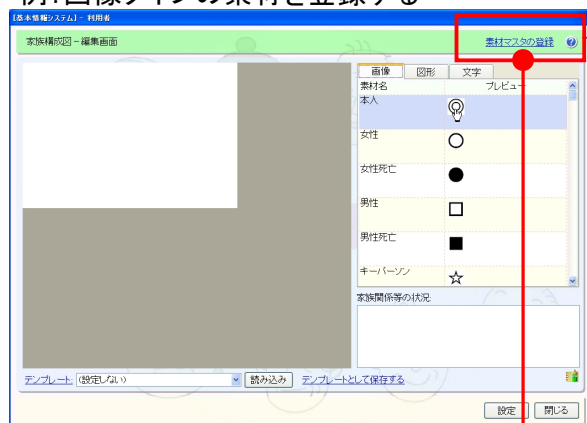 例：画像タインの素材を登録する
[基本情報システム] - 利用者
家族構成図－編集画面
素材マスタの登録
画像 図形 文字
素材名 プレビュー
本人
女性
女性死亡
男性
男性死亡
キーパーソン
家族関係等の状況
テンプレート: (設定しない) 読み込み テンプレートとして保存する
設定 閉じる